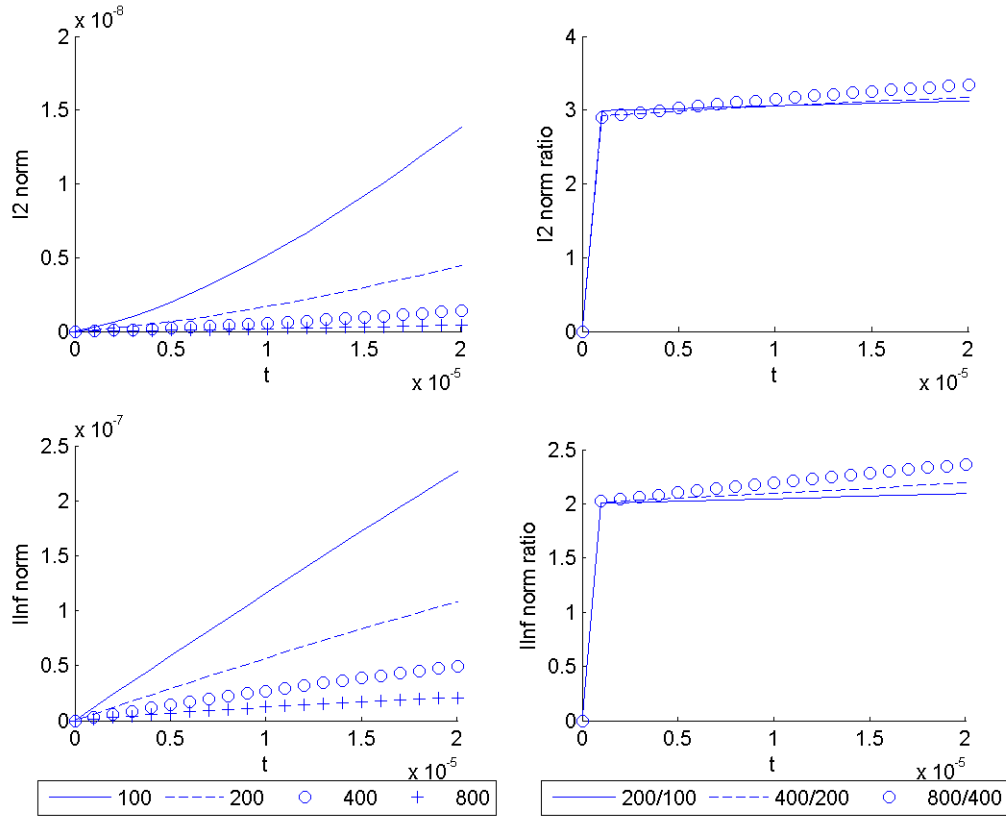 x 10-8
2
1.5
1
0.5
0
l2 norm
0 0.5 1 1.5 2
t
x 10-5
4
3
2
1
0
l2 norm ratio
0 0.5 1 1.5 2
t
x 10-5
x 10-7
2.5
2
1.5
1
0.5
0
lInf norm
0 0.5 1 1.5 2
t
x 10-5
2.5
2
1.5
1
0.5
0
lInf norm ratio
0 0.5 1 1.5 2
t
x 10-5
100 200 400 800
200/100 400/200 800/400